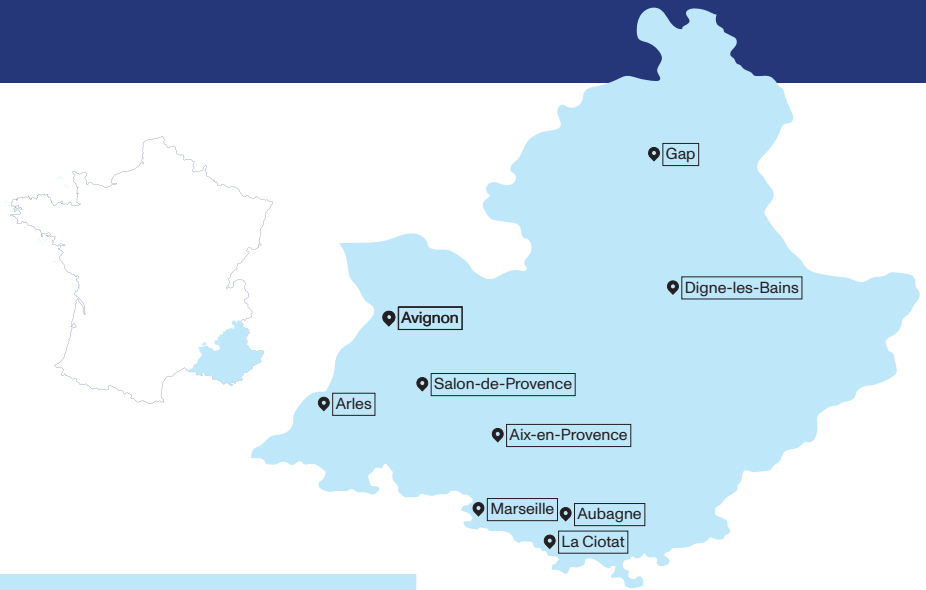 Gap
Digne-les-Bains
Avignon
Salon-de-Provence
Arles
Aix-en-Provence
Marseille
Aubagne
La Ciotat